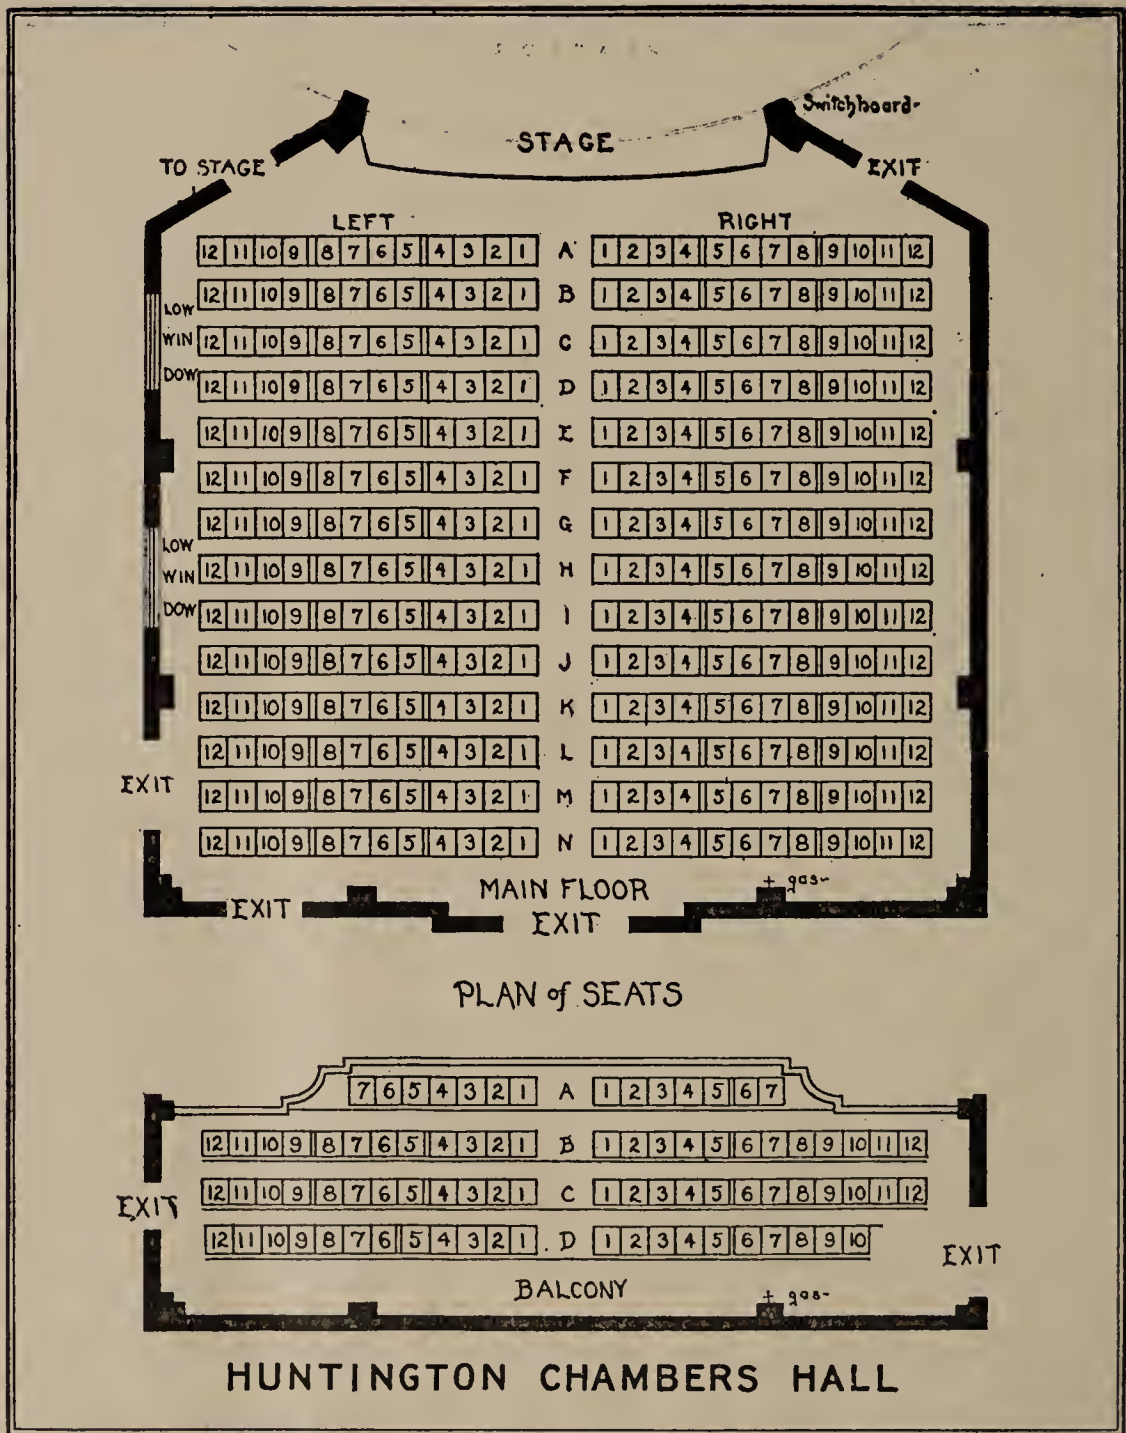 Switchboard-
STAGE
TO STAGE EXIT
LEFT RIGHT
12 11 10 9 8 7 6 5 4 3 2 1 A 1 2 3 4 5 6 7 8 9 10 11 12
12 11 10 9 8 7 6 5 4 3 2 1 B 1 2 3 4 5 6 7 8 9 10 11 12
LOW
WIN 12 11 10 9 8 7 6 5 4 3 2 1 C 1 2 3 4 5 6 7 8 9 10 11 12
DOW 12 11 10 9 8 7 6 5 4 3 2 1 D 1 2 3 4 5 6 7 8 9 10 11 12
12 11 10 9 8 7 6 5 4 3 2 1 E 1 2 3 4 5 6 7 8 9 10 11 12
12 11 10 9 8 7 6 5 4 3 2 1 F 1 2 3 4 5 6 7 8 9 10 11 12
12 11 10 9 8 7 6 5 4 3 2 1 G 1 2 3 4 5 6 7 8 9 10 11 12
LOW
WIN 12 11 10 9 8 7 6 5 4 3 2 1 H 1 2 3 4 5 6 7 8 9 10 11 12
DOW 12 11 10 9 8 7 6 5 4 3 2 1 I 1 2 3 4 5 6 7 8 9 10 11 12
12 11 10 9 8 7 6 5 4 3 2 1 J 1 2 3 4 5 6 7 8 9 10 11 12
12 11 10 9 8 7 6 5 4 3 2 1 K 1 2 3 4 5 6 7 8 9 10 11 12
12 11 10 9 8 7 6 5 4 3 2 1 L 1 2 3 4 5 6 7 8 9 10 11 12
EXIT
12 11 10 9 8 7 6 5 4 3 2 1 M 1 2 3 4 5 6 7 8 9 10 11 12
12 11 10 9 8 7 6 5 4 3 2 1 N 1 2 3 4 5 6 7 8 9 10 11 12
MAIN FLOOR + gas-
EXIT EXIT
PLAN of SEATS
7 6 5 4 3 2 1 A 1 2 3 4 5 6 7
12 11 10 9 8 7 6 5 4 3 2 1 B 1 2 3 4 5 6 7 8 9 10 11 12
EXIT 12 11 10 9 8 7 6 5 4 3 2 1 C 1 2 3 4 5 6 7 8 9 10 11 12
12 11 10 9 8 7 6 5 4 3 2 1 D 1 2 3 4 5 6 7 8 9 10
EXIT
BALCONY + gas-
HUNTINGTON CHAMBERS HALL